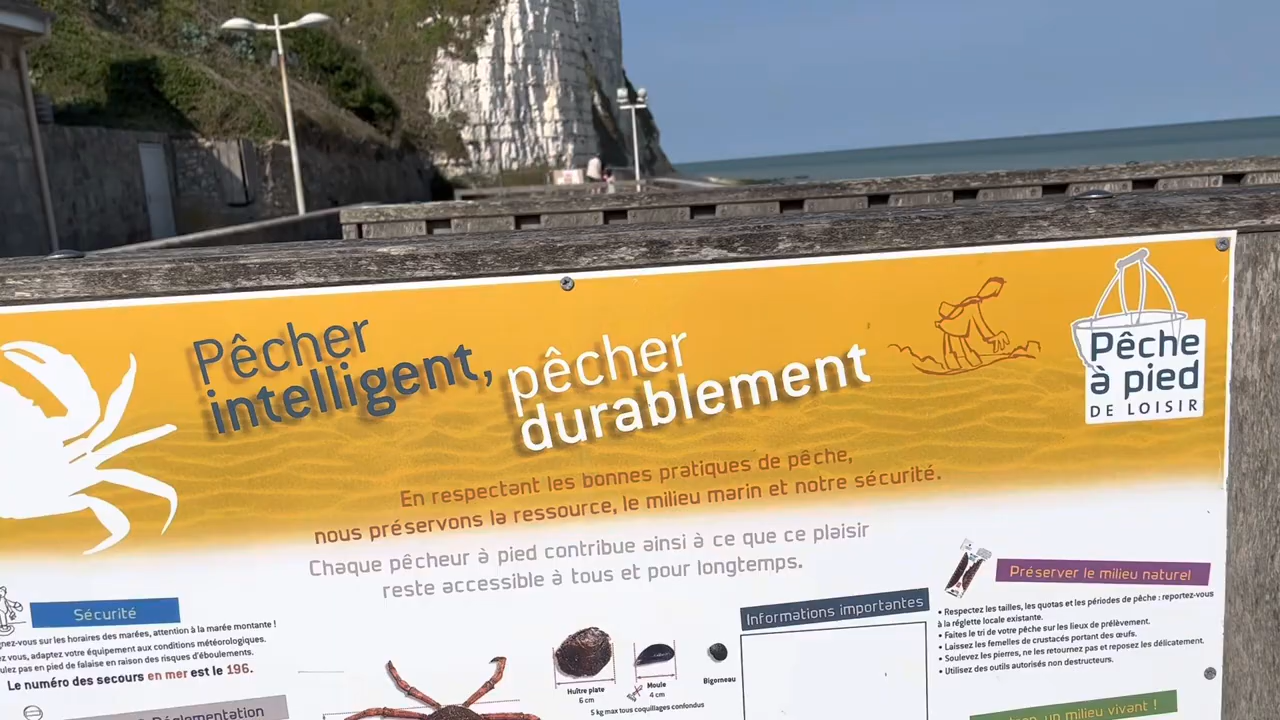 Pêcher
intelligent,
pêcher
durablement
Pêche
à pied
DE LOISIR
En respectant les bonnes pratiques de pêche,
nous préservons la ressource, le milieu marin et notre sécurité.
Chaque pêcheur à pied contribue ainsi à ce que ce plaisir
reste accessible à tous et pour longtemps.
Sécurité
vous sur les horaires des marées, attention à la marée montante !
vous, adaptez votre équipement aux conditions météorologiques.
pas en pied de falaise en raison des risques d'éboulements.
Le numéro des secours en mer est le 196.
Réglementation
Huître plate
6 cm
Moule
4 cm
Bigorneau
5 kg max tous coquillages confondus
Informations importantes
Préserver le milieu naturel
• Respectez les tailles, les quotas et les périodes de pêche : reportez-vous
à la réglette locale existante.
• Faites le tri de votre pêche sur les lieux de prélèvement.
• Laissez les femelles de crustacés portant des œufs.
• Soulevez les pierres, ne les retournez pas et reposez les délicatement.
• Utilisez des outils autorisés non destructeurs.
un milieu vivant !